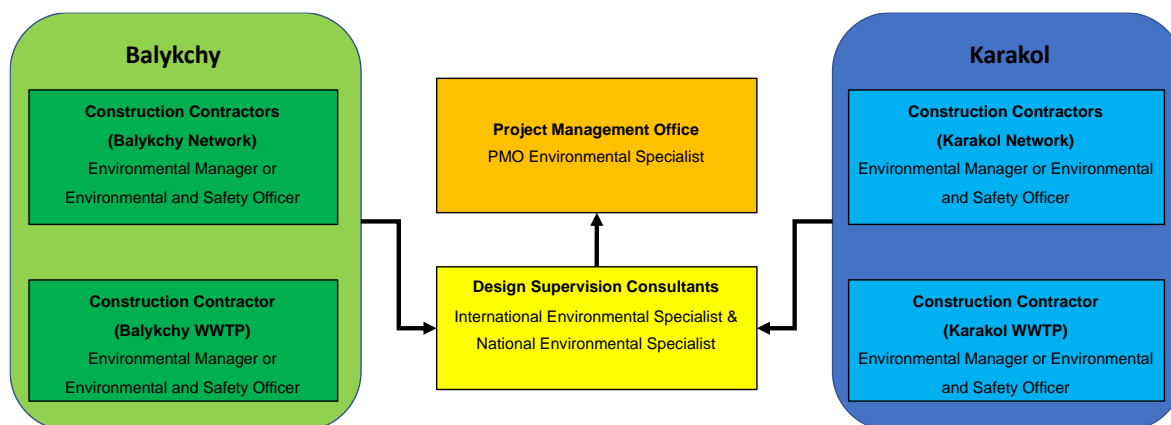 Balykchy
Construction Contractors
(Balykchy Network)
Environmental Manager or
Environmental and Safety Officer
Construction Contractor
(Balykchy WWTP)
Environmental Manager or
Environmental and Safety Officer
Project Management Office
PMO Environmental Specialist
Design Supervision Consultants
International Environmental Specialist &
National Environmental Specialist
Karakol
Construction Contractors
(Karakol Network)
Environmental Manager or Environmental
and Safety Officer
Construction Contractor
(Karakol WWTP)
Environmental Manager or Environmental
and Safety Officer